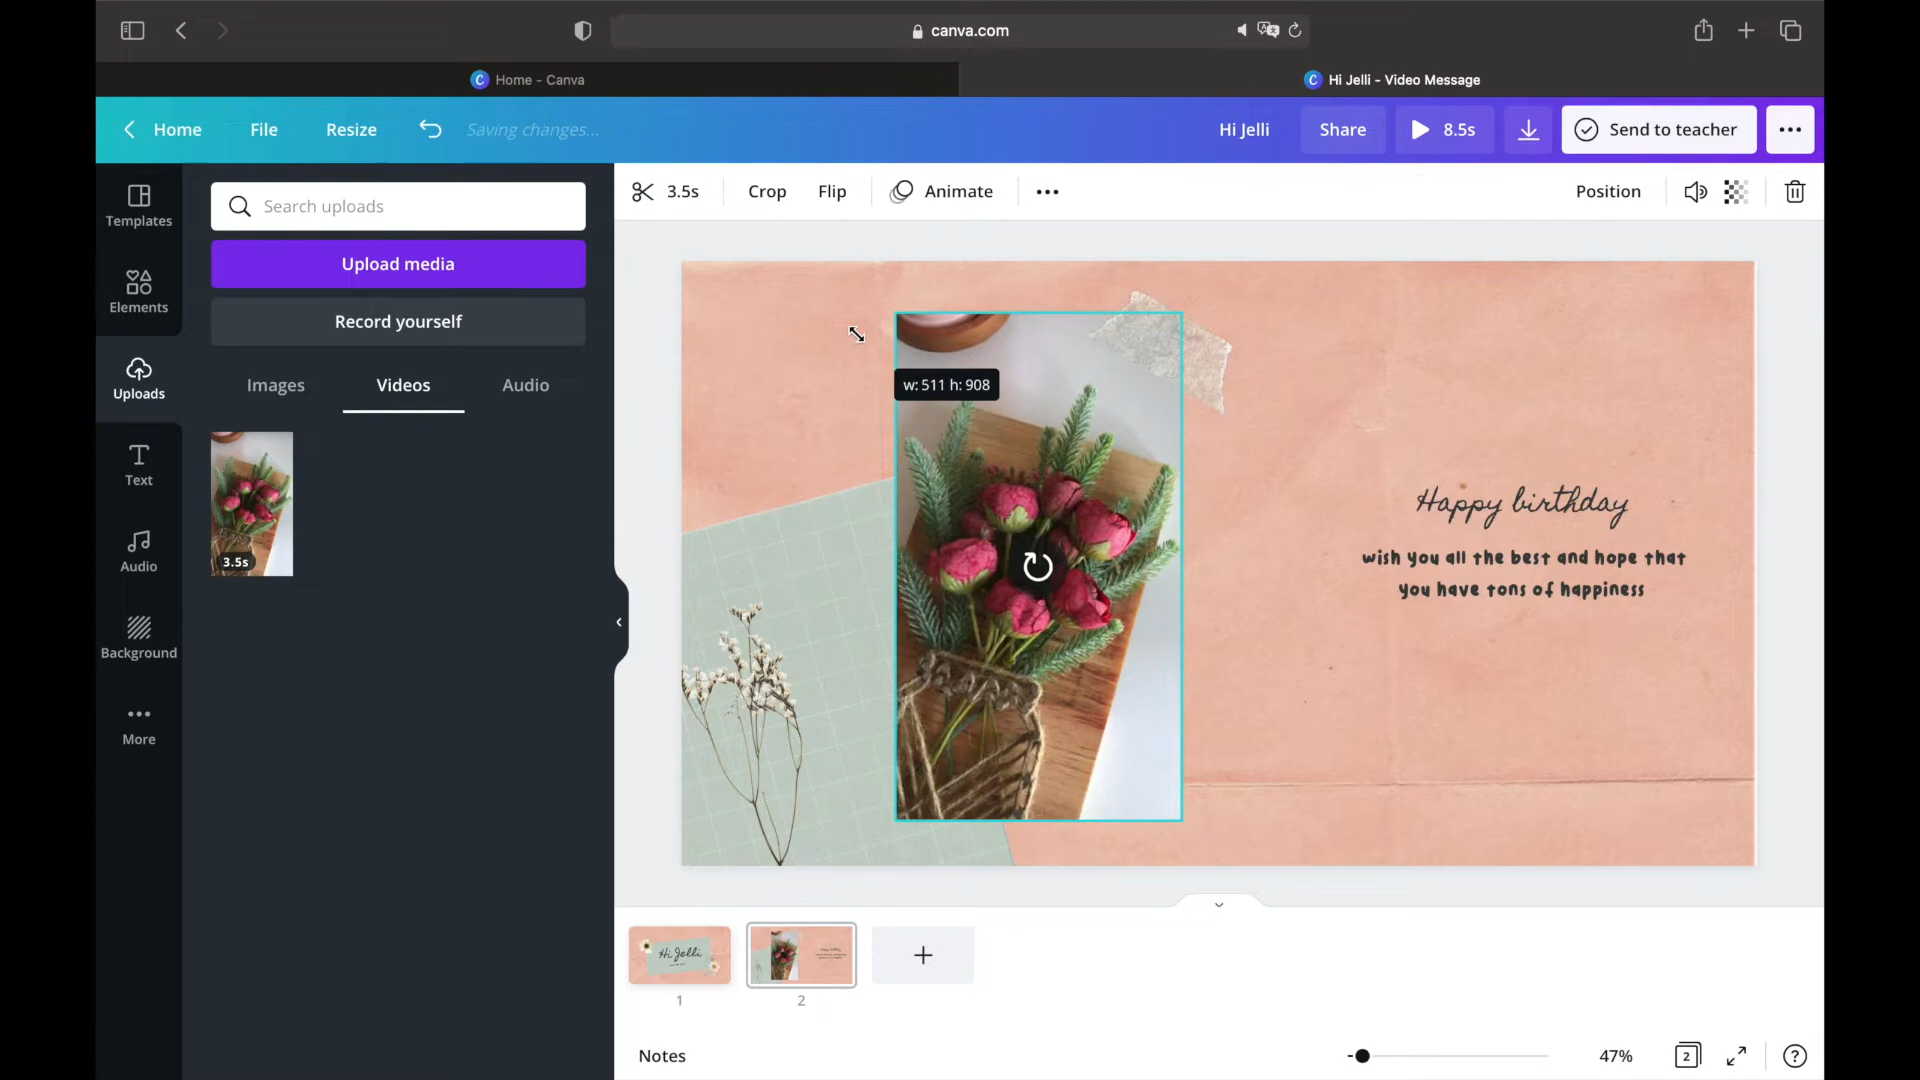 canva.com
Home - Canva
Hi Jelli - Video Message
Home
File
Resize
Saving changes...
Hi Jelli
Share
8.5s
Send to teacher
Templates
Elements
Uploads
Text
Audio
Background
More
Search uploads
Upload media
Record yourself
Images
Videos
Audio
3.5s
3.5s
Crop
Flip
Animate
Position
w: 511 h: 908
Happy birthday
wish you all the best and hope that
you have tons of happiness
Hi Jelli
1
2
Notes
47%
2